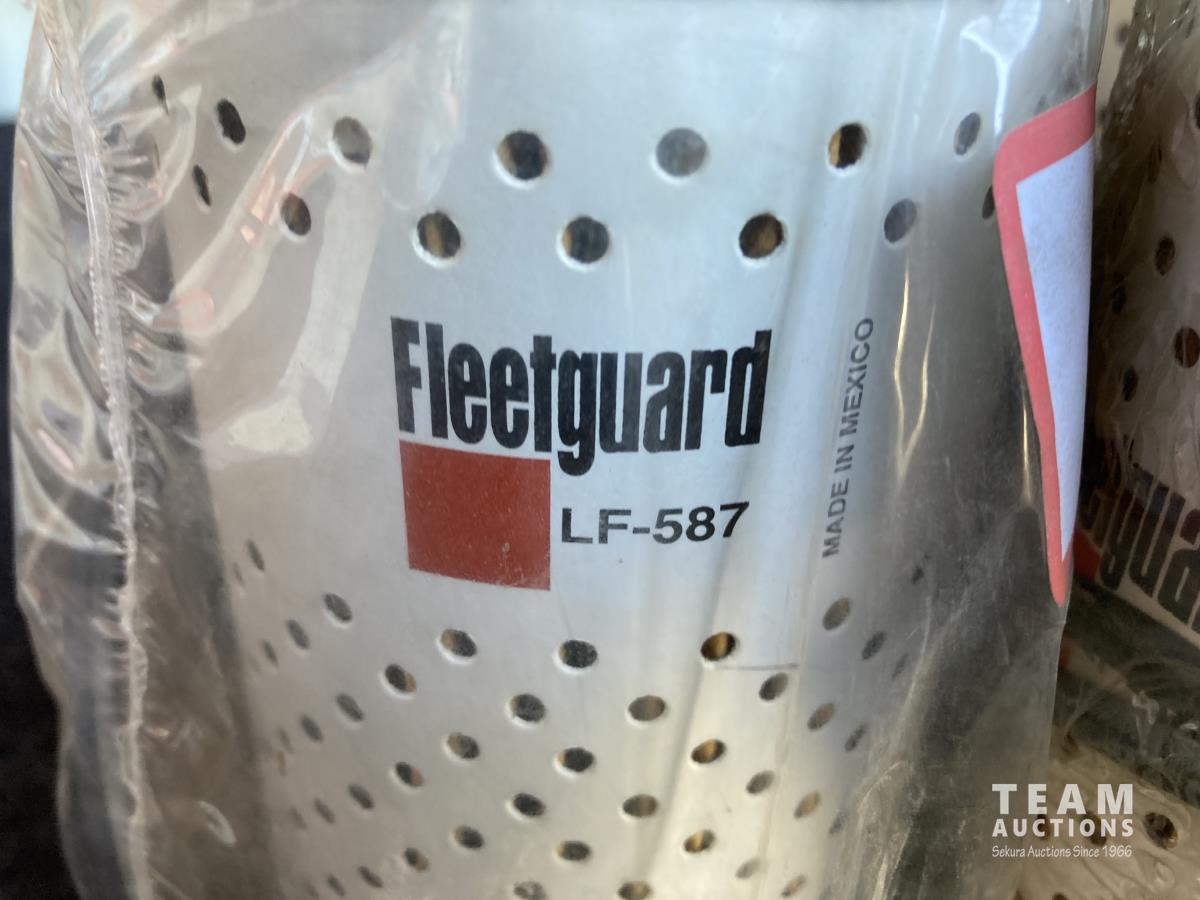 Fleetguard
LF-587
MADE IN MEXICO
TEAM
AUCTIONS
Sekura Auctions Since 1966